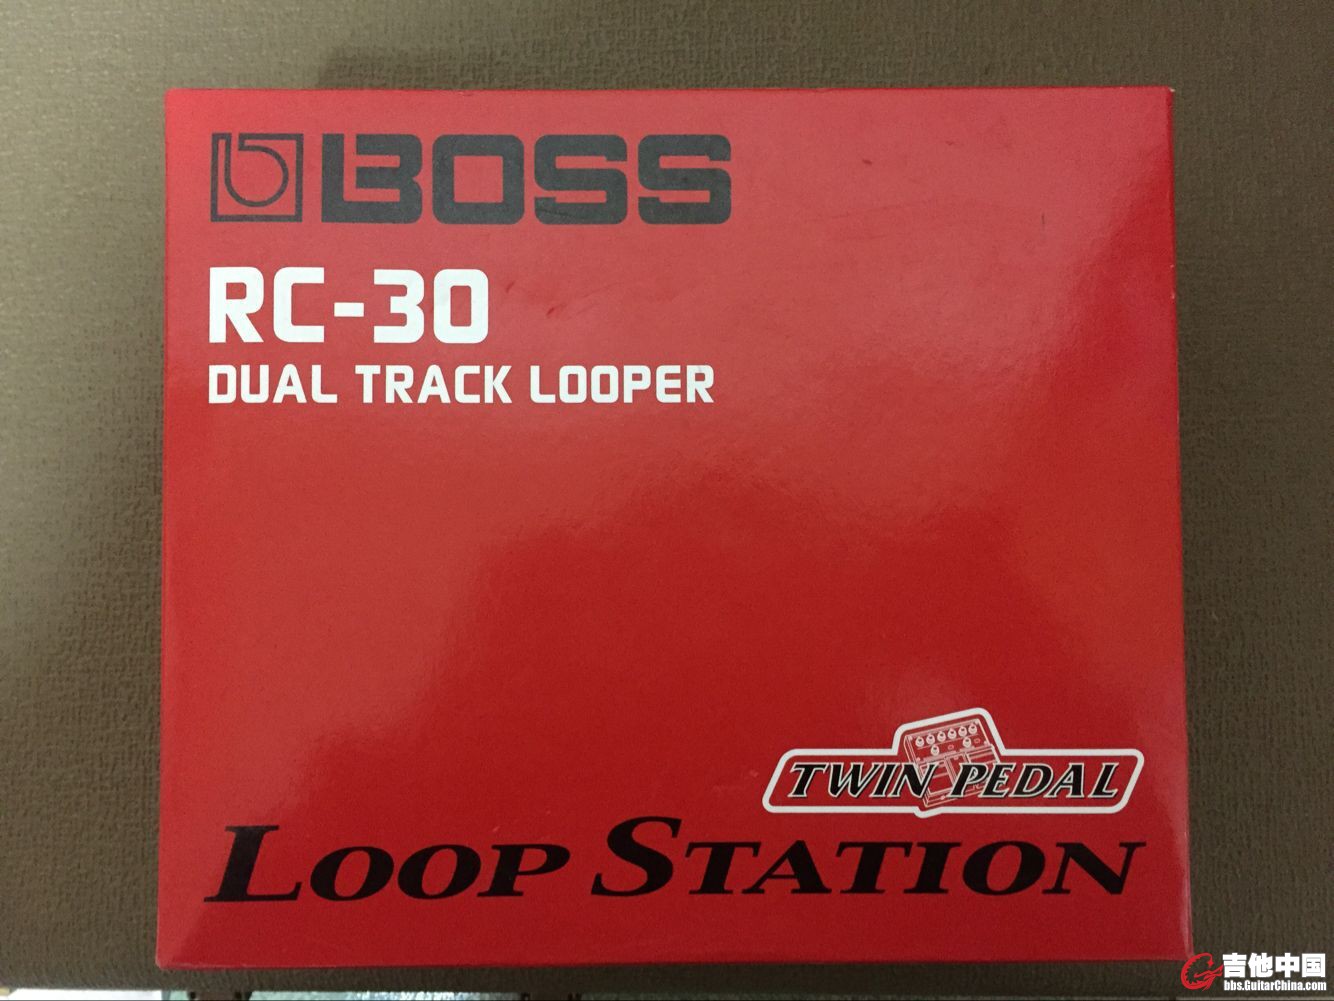 BOSS
RC-30
DUAL TRACK LOOPER
TWIN PEDAL
LOOP STATION
吉他中国
bbs.GuitarChina.com